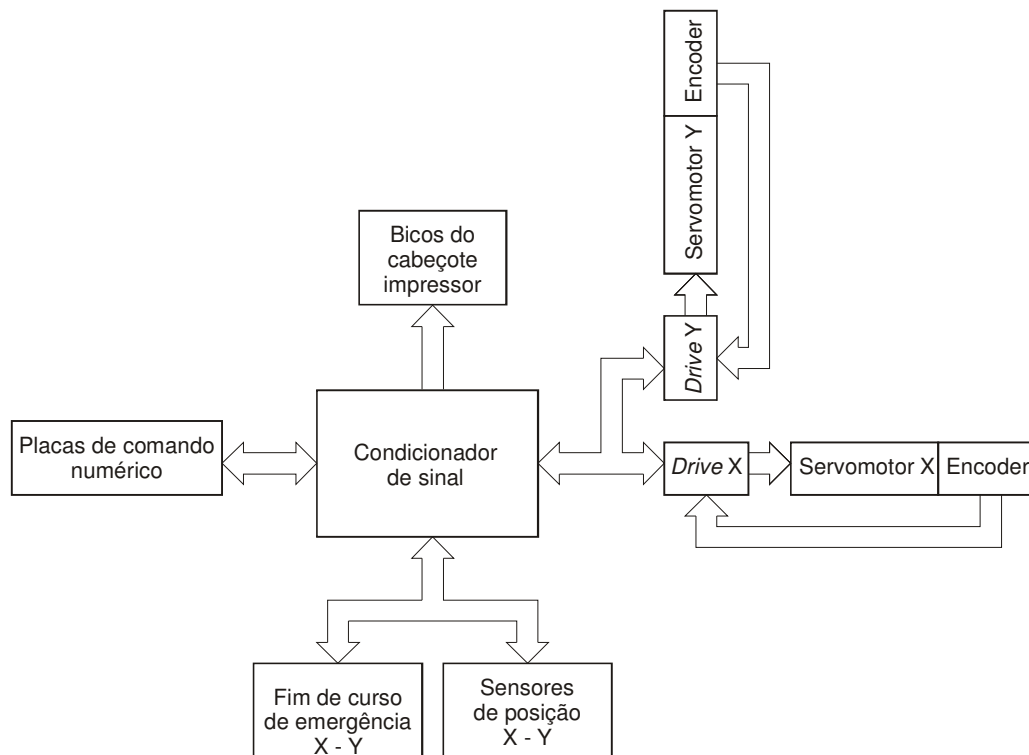 Encoder
Servomotor Y
Drive Y
Bicos do
cabeçote
impressor
Placas de comando
numérico
Condicionador
de sinal
Drive X
Servomotor X
Encoder
Fim de curso
de emergência
X - Y
Sensores
de posição
X - Y